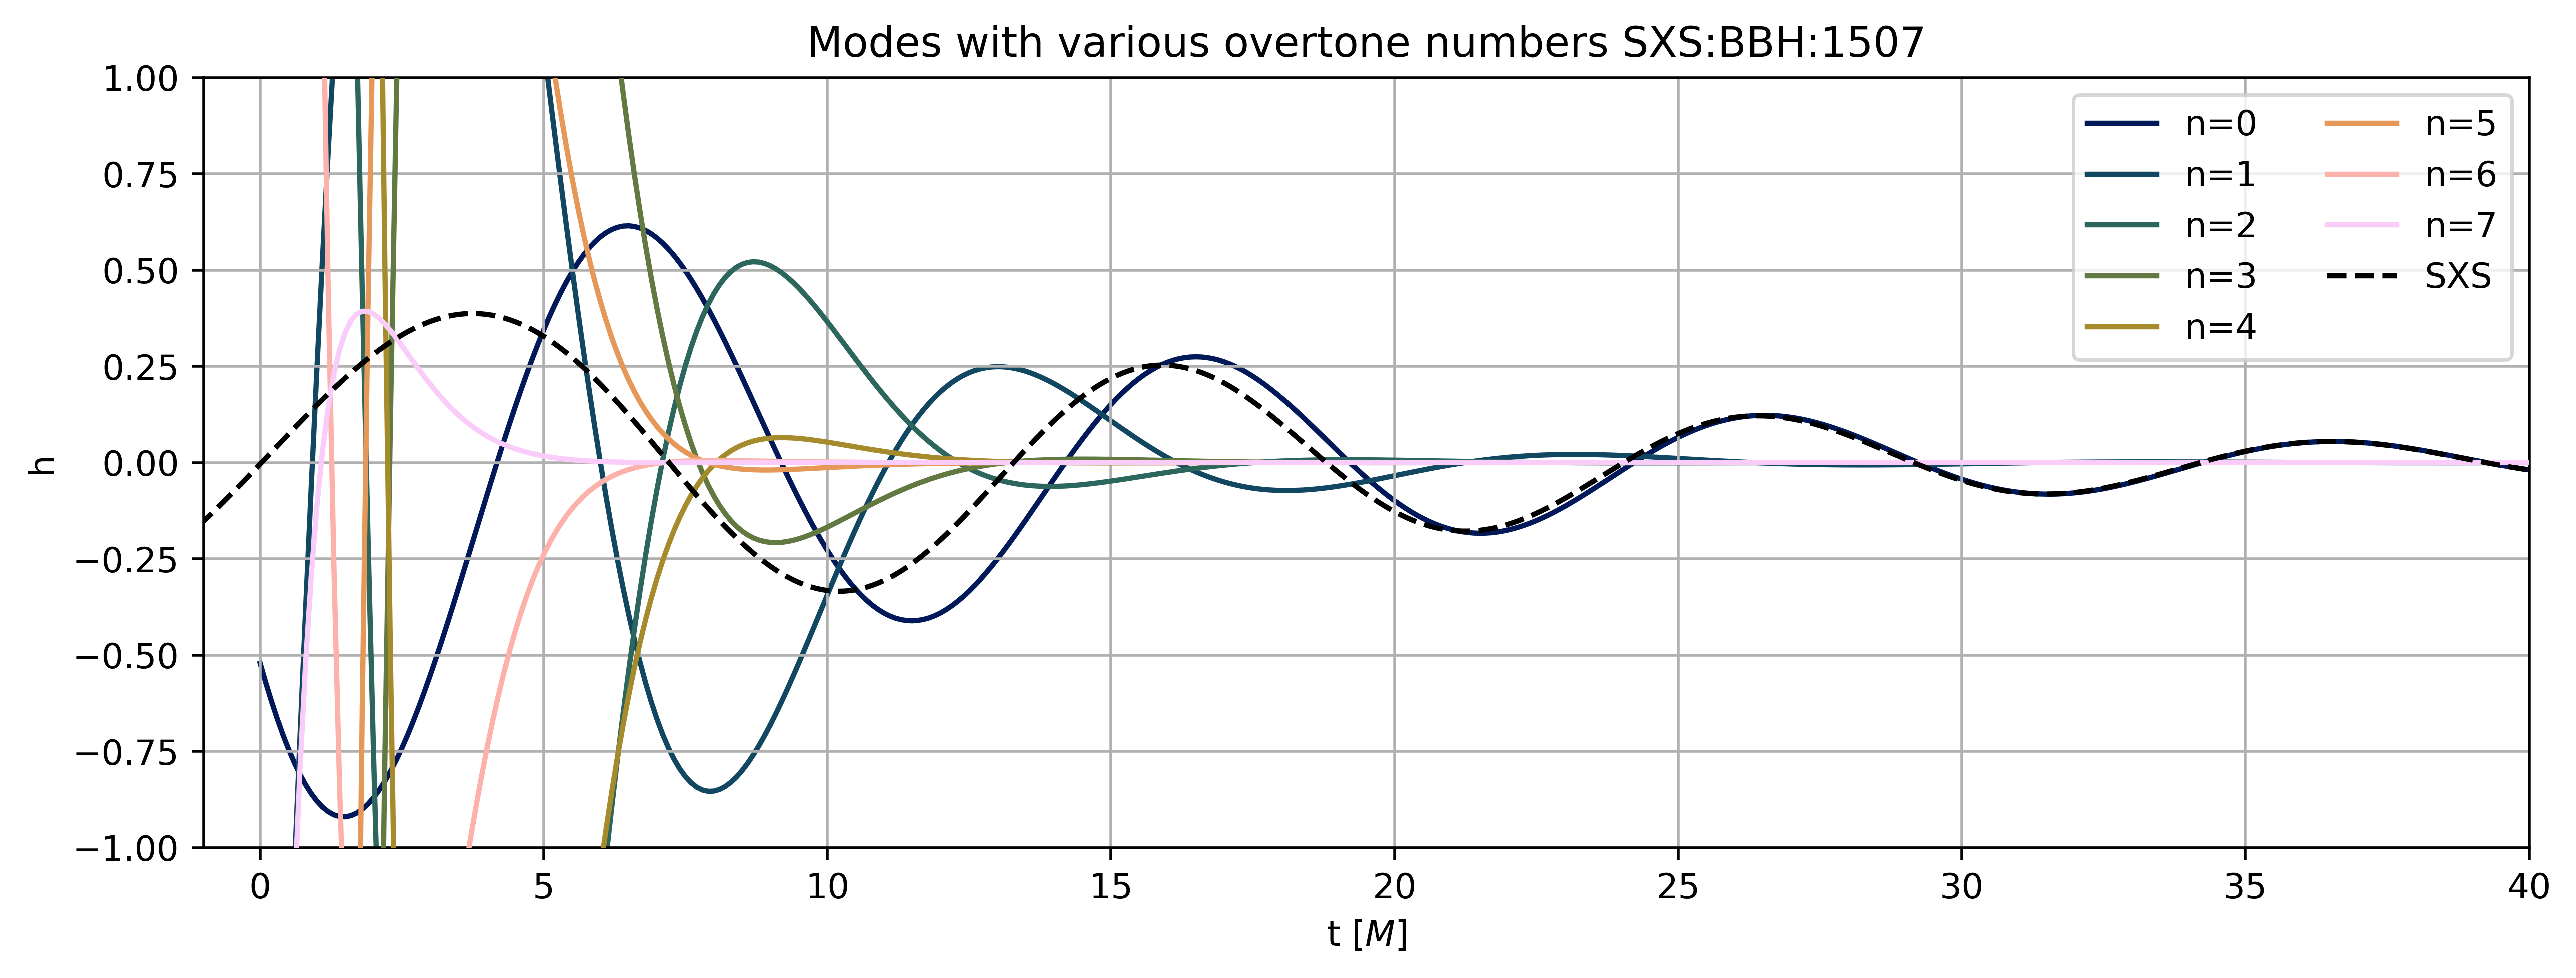 Modes with various overtone numbers SXS:BBH:1507
1.00
0.75
0.50
0.25
0.00
−0.25
−0.50
−0.75
−1.00
h
0 5 10 15 20 25 30 35 40
t [M]
n=0
n=1
n=2
n=3
n=4
n=5
n=6
n=7
SXS